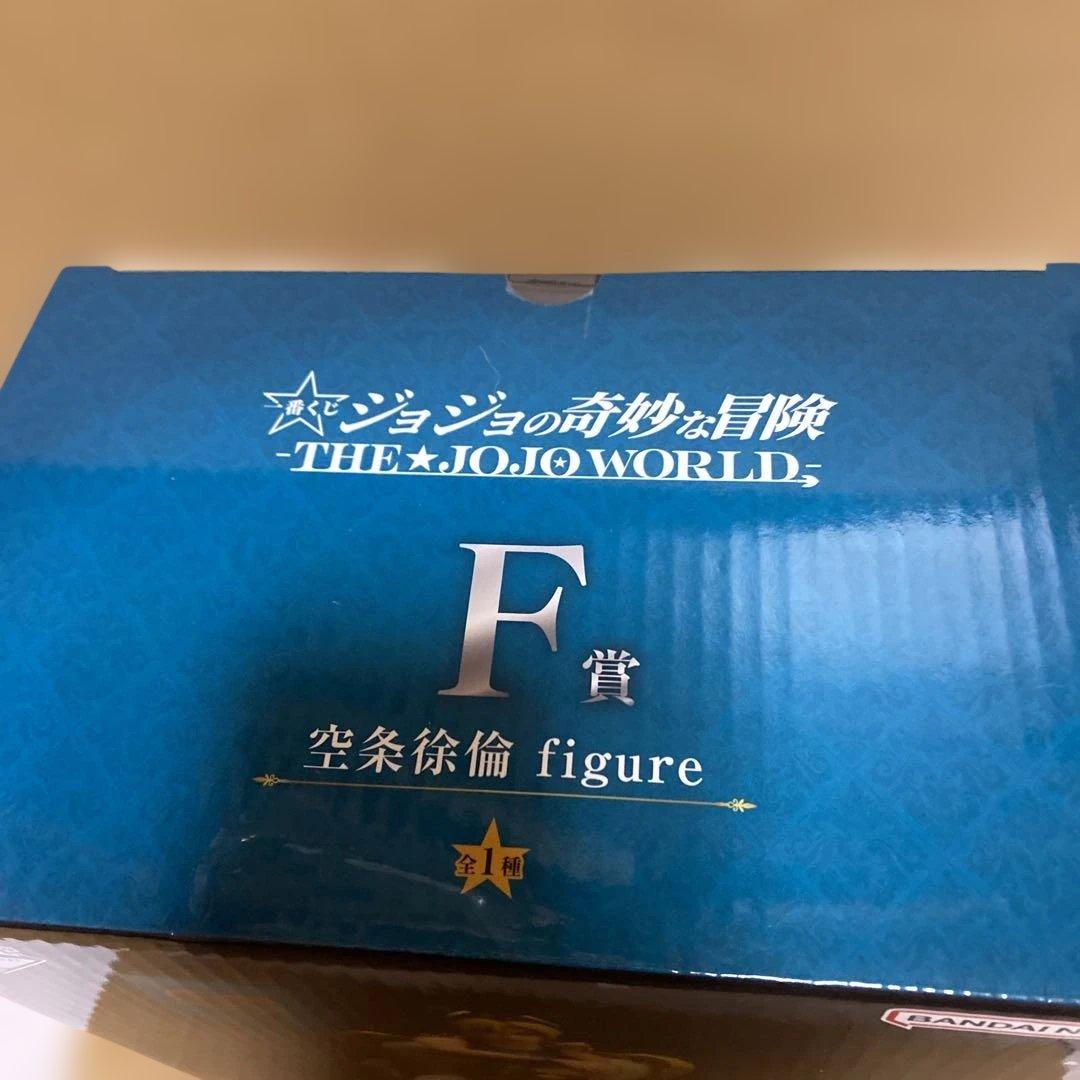 一番くじ ジョジョの奇妙な冒険
-THE★JOJO WORLD-
F賞
空条徐倫 figure
全1種
BANDAI N